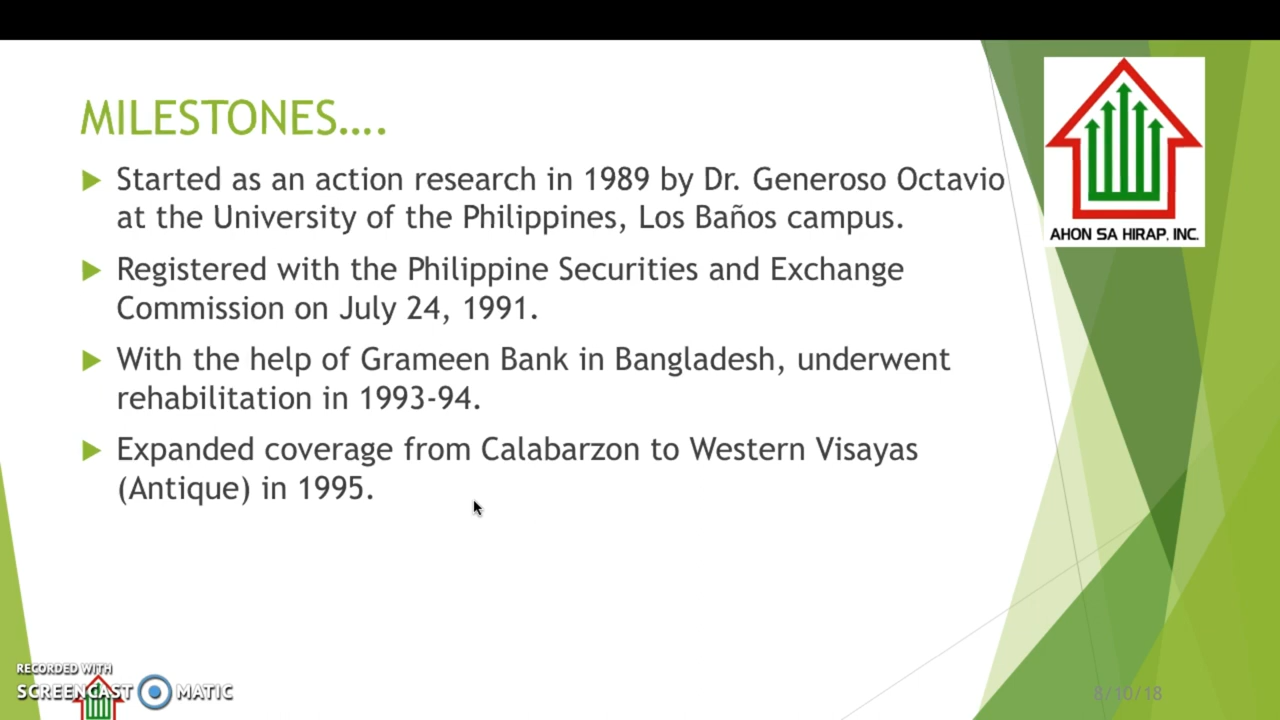 MILESTONES....
Started as an action research in 1989 by Dr. Generoso Octavio
at the University of the Philippines, Los Baños campus.
Registered with the Philippine Securities and Exchange
Commission on July 24, 1991.
With the help of Grameen Bank in Bangladesh, underwent
rehabilitation in 1993-94.
Expanded coverage from Calabarzon to Western Visayas
(Antique) in 1995.
AHON SA HIRAP, INC.
RECORDED WITH
SCREENCAST MATIC
8/10/18